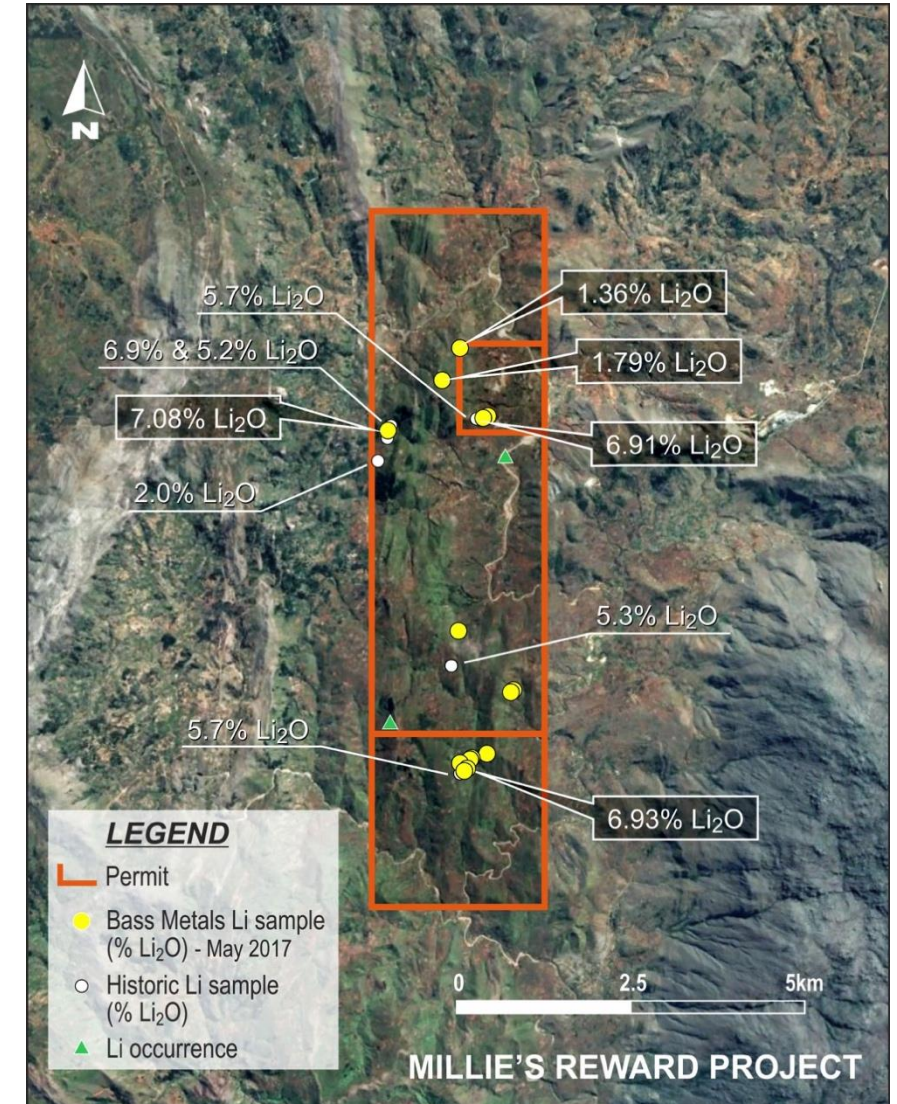 N
5.7% Li₂O
1.36% Li₂O
6.9% & 5.2% Li₂O
1.79% Li₂O
7.08% Li₂O
6.91% Li₂O
2.0% Li₂O
5.3% Li₂O
5.7% Li₂O
6.93% Li₂O
LEGEND
Permit
Bass Metals Li sample
(% Li₂O) - May 2017
Historic Li sample
(% Li₂O)
Li occurrence
0 2.5 5km
MILLIE'S REWARD PROJECT